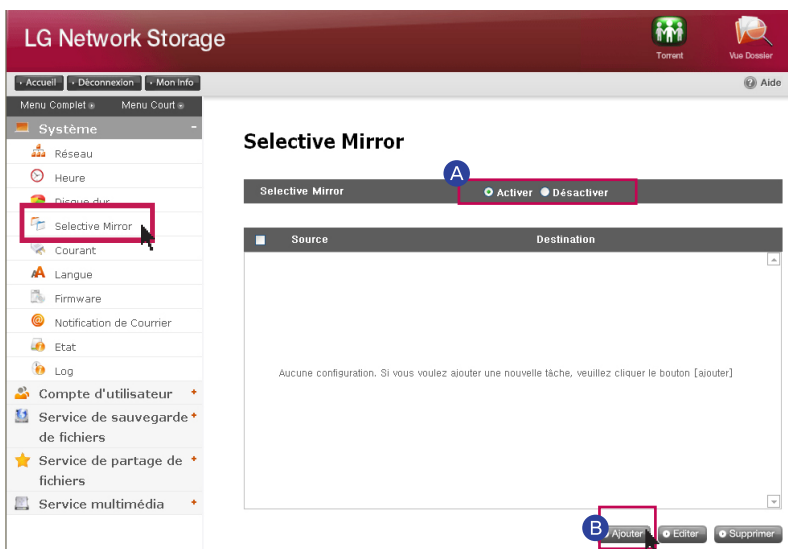 LG Network Storage
Torrent
Vue Dossier
Accueil
Déconnexion
Mon Info
Aide
Menu Complet
Menu Court
Système -
Réseau
Heure
Disque dur
Selective Mirror
Courant
Langue
Firmware
Notification de Courrier
Etat
Log
Compte d'utilisateur +
Service de sauvegarde +
de fichiers
Service de partage de +
fichiers
Service multimédia +
Selective Mirror
A
Selective Mirror Activer Désactiver
Source Destination
Aucune configuration. Si vous voulez ajouter une nouvelle tâche, veuillez cliquer le bouton [ajouter]
B
Ajouter
Editer
Supprimer